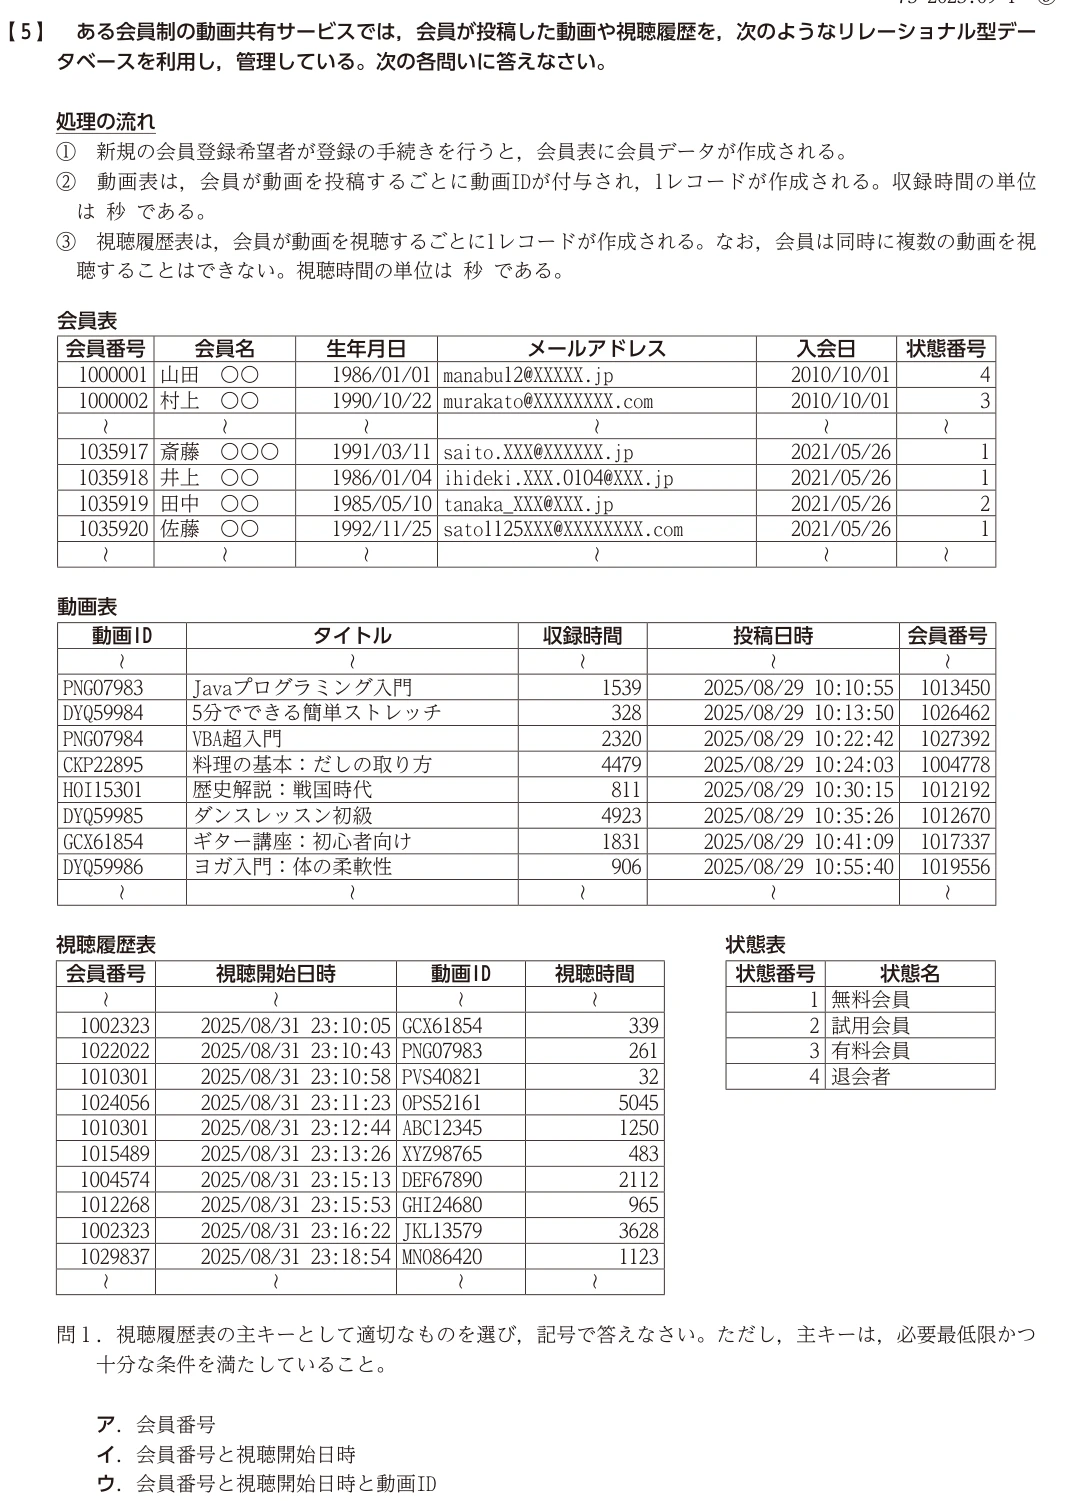 【5】 ある会員制の動画共有サービスでは，会員が投稿した動画や視聴履歴を，次のようなリレーショナル型デー
タベースを利用し，管理している。次の各問いに答えなさい。
処理の流れ
① 新規の会員登録希望者が登録の手続きを行うと，会員表に会員データが作成される。
② 動画表は，会員が動画を投稿するごとに動画IDが付与され，1レコードが作成される。収録時間の単位
は 秒 である。
③ 視聴履歴表は，会員が動画を視聴するごとに1レコードが作成される。なお，会員は同時に複数の動画を視
聴することはできない。視聴時間の単位は 秒 である。
会員表
会員番号 会員名 生年月日 メールアドレス 入会日 状態番号
1000001 山田 ○○ 1986/01/01 manabu12@XXXXX.jp 2010/10/01 4
1000002 村上 ○○ 1990/10/22 murakato@XXXXXXXX.com 2010/10/01 3
～ ～ ～ ～ ～ ～
1035917 斎藤 ○○○ 1991/03/11 saito.XXX@XXXXXX.jp 2021/05/26 1
1035918 井上 ○○ 1986/01/04 ihideki.XXX.0104@XXX.jp 2021/05/26 1
1035919 田中 ○○ 1985/05/10 tanaka_XXX@XXX.jp 2021/05/26 2
1035920 佐藤 ○○ 1992/11/25 sato1125XXX@XXXXXXXX.com 2021/05/26 1
～ ～ ～ ～ ～ ～
動画表
動画ID タイトル 収録時間 投稿日時 会員番号
～ ～ ～ ～ ～
PNG07983 Javaプログラミング入門 1539 2025/08/29 10:10:55 1013450
DYQ59984 5分でできる簡単ストレッチ 328 2025/08/29 10:13:50 1026462
PNG07984 VBA超入門 2320 2025/08/29 10:22:42 1027392
CKP22895 料理の基本：だしの取り方 4479 2025/08/29 10:24:03 1004778
HOI15301 歴史解説：戦国時代 811 2025/08/29 10:30:15 1012192
DYQ59985 ダンスレッスン初級 4923 2025/08/29 10:35:26 1012670
GCX61854 ギター講座：初心者向け 1831 2025/08/29 10:41:09 1017337
DYQ59986 ヨガ入門：体の柔軟性 906 2025/08/29 10:55:40 1019556
～ ～ ～ ～ ～
視聴履歴表
会員番号 視聴開始日時 動画ID 視聴時間
～ ～ ～ ～
1002323 2025/08/31 23:10:05 GCX61854 339
1022022 2025/08/31 23:10:43 PNG07983 261
1010301 2025/08/31 23:10:58 PVS40821 32
1024056 2025/08/31 23:11:23 OPS52161 5045
1010301 2025/08/31 23:12:44 ABC12345 1250
1015489 2025/08/31 23:13:26 XYZ98765 483
1004574 2025/08/31 23:15:13 DEF67890 2112
1012268 2025/08/31 23:15:53 GHI24680 965
1002323 2025/08/31 23:16:22 JKL13579 3628
1029837 2025/08/31 23:18:54 MNO86420 1123
～ ～ ～ ～
状態表
状態番号 状態名
1 無料会員
2 試用会員
3 有料会員
4 退会者
問1．視聴履歴表の主キーとして適切なものを選び，記号で答えなさい。ただし，主キーは，必要最低限かつ
十分な条件を満たしていること。
ア．会員番号
イ．会員番号と視聴開始日時
ウ．会員番号と視聴開始日時と動画ID